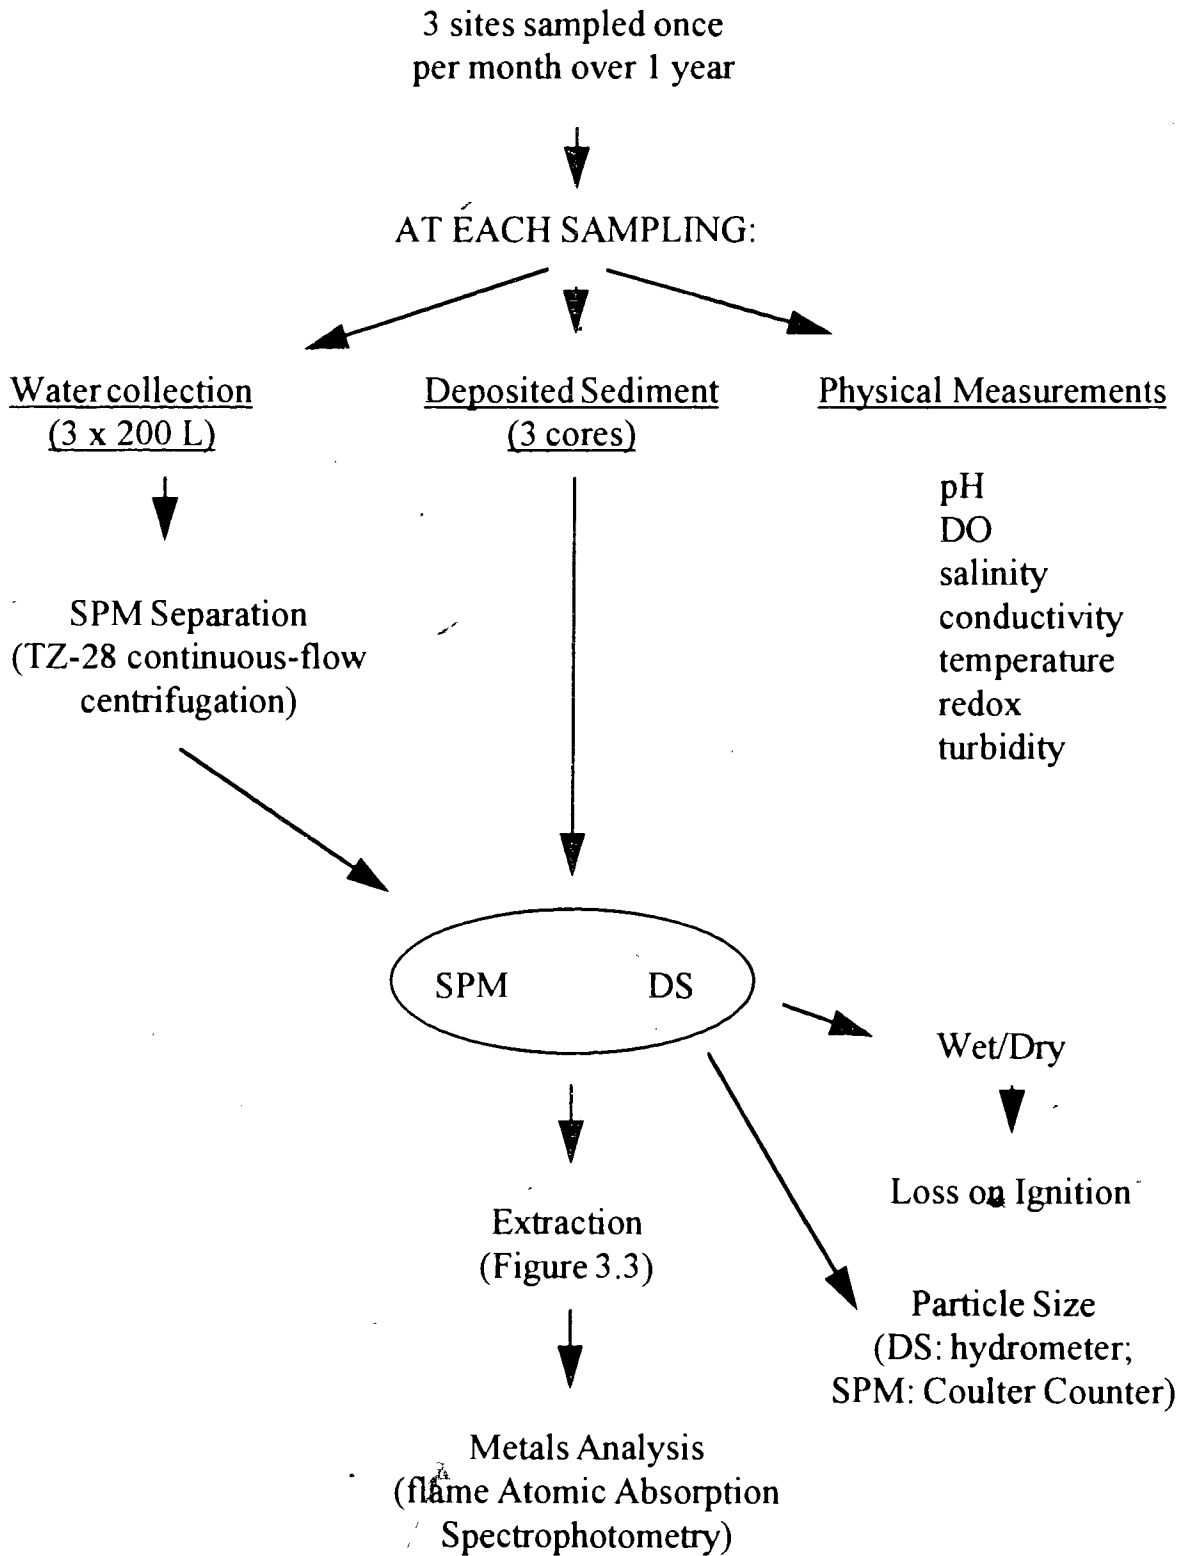 3 sites sampled once
per month over 1 year
AT EACH SAMPLING:
Water collection
(3 x 200 L)
Deposited Sediment
(3 cores)
Physical Measurements
pH
DO
salinity
conductivity
temperature
redox
turbidity
SPM Separation
(TZ-28 continuous-flow
centrifugation)
SPM DS
Wet/Dry
Loss on Ignition
Extraction
(Figure 3.3)
Particle Size
(DS: hydrometer;
SPM: Coulter Counter)
Metals Analysis
(flame Atomic Absorption
Spectrophotometry)